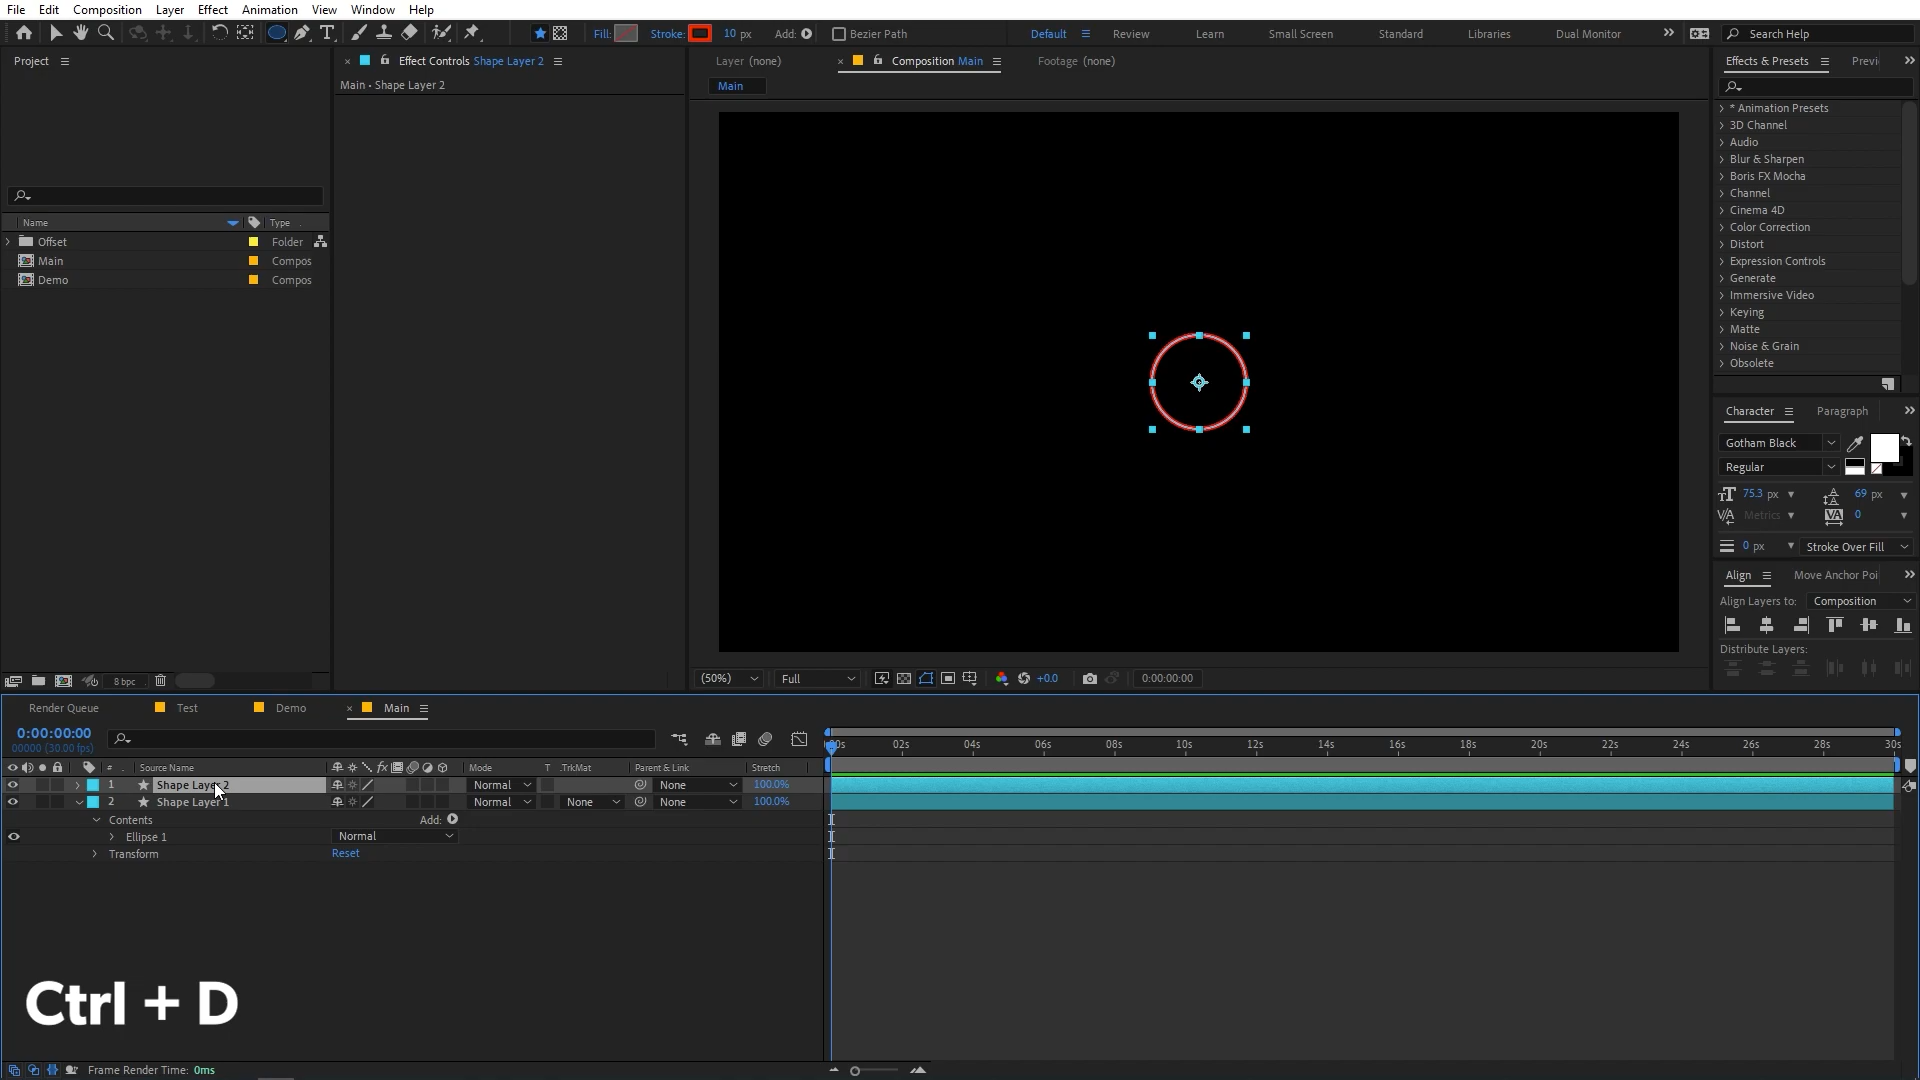 File Edit Composition Layer Effect Animation View Window Help
Fill: Stroke: 10 px Add: Bezier Path Default Review Learn Small Screen Standard Libraries Dual Monitor Search Help
Project
Effect Controls Shape Layer 2
Main • Shape Layer 2
Layer (none) Composition Main Footage (none)
Main
Effects & Presets
* Animation Presets
3D Channel
Audio
Blur & Sharpen
Boris FX Mocha
Channel
Cinema 4D
Color Correction
Distort
Expression Controls
Generate
Immersive Video
Keying
Matte
Noise & Grain
Obsolete
Name Type
Offset Folder
Main Compos
Demo Compos
Character Paragraph
Gotham Black
Regular
75.3 px 69 px
Metrics 0
0 px Stroke Over Fill
Align Move Anchor Poi
Align Layers to: Composition
Distribute Layers:
8 bpc
(50%) Full +0.0 0:00:00:00
Render Queue Test Demo Main
0:00:00:00
00000 (30.00 fps)
02s 04s 06s 08s 10s 12s 14s 16s 18s 20s 22s 24s 26s 28s 30s
# Source Name fx Mode T .TrkMat Parent & Link Stretch
1 Shape Layer 2 Normal None 100.0%
2 Shape Layer 1 Normal None None 100.0%
Contents Add:
Ellipse 1 Normal
Transform Reset
Ctrl + D
Frame Render Time: 0ms